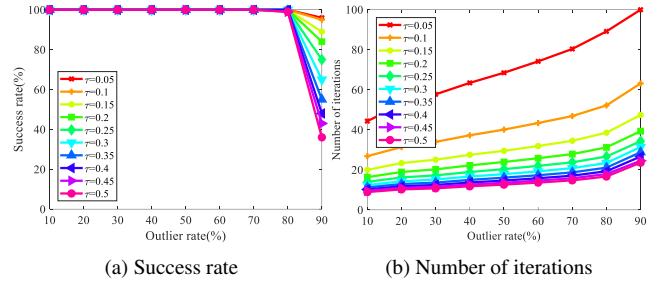 Success rate(%)
100
80
60
40
20
0
τ=0.05
τ=0.1
τ=0.15
τ=0.2
τ=0.25
τ=0.3
τ=0.35
τ=0.4
τ=0.45
τ=0.5
10 20 30 40 50 60 70 80 90
Outlier rate(%)
(a) Success rate
Number of iterations
100
80
60
40
20
0
τ=0.05
τ=0.1
τ=0.15
τ=0.2
τ=0.25
τ=0.3
τ=0.35
τ=0.4
τ=0.45
τ=0.5
10 20 30 40 50 60 70 80 90
Outlier rate(%)
(b) Number of iterations